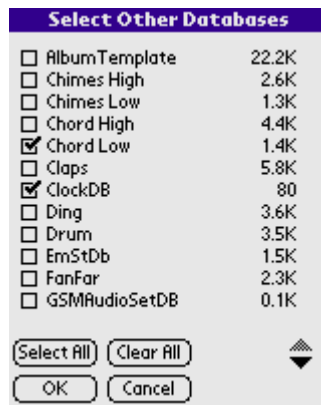 Select Other Databases
AlbumTemplate 22.2K
Chimes High 2.6K
Chimes Low 1.3K
Chord High 4.4K
Chord Low 1.4K
Claps 5.8K
ClockDB 80
Ding 3.6K
Drum 3.5K
EmStDb 1.5K
FanFar 2.3K
GSMAudioSetDB 0.1K
Select All Clear All
OK Cancel